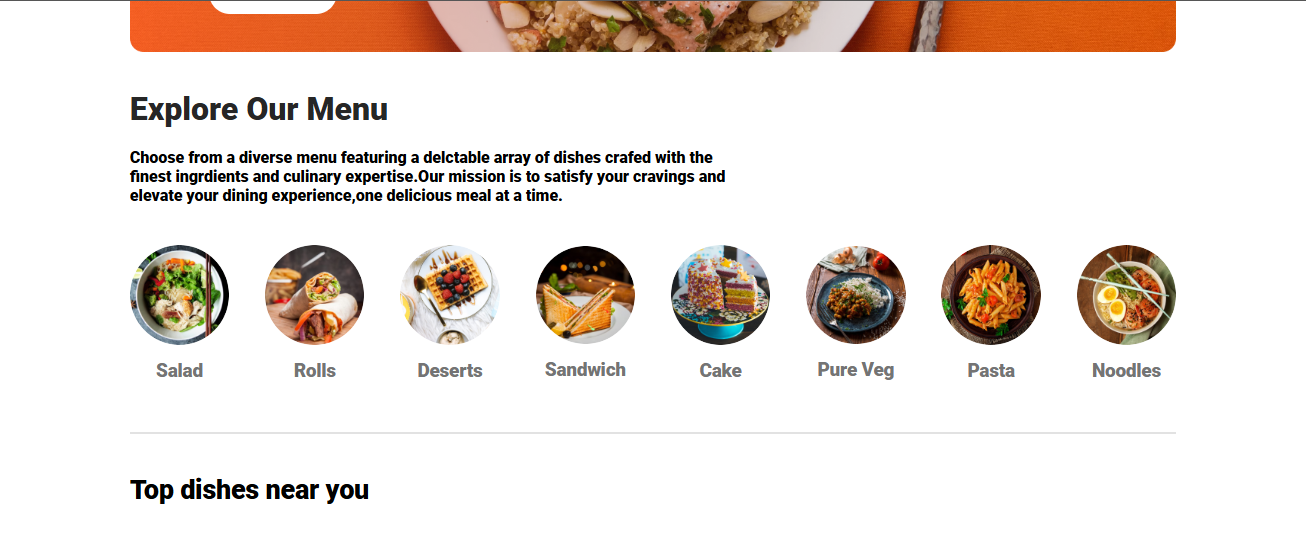 Explore Our Menu
Choose from a diverse menu featuring a delctable array of dishes crafed with the
finest ingrdients and culinary expertise.Our mission is to satisfy your cravings and
elevate your dining experience,one delicious meal at a time.
Salad
Rolls
Deserts
Sandwich
Cake
Pure Veg
Pasta
Noodles
Top dishes near you